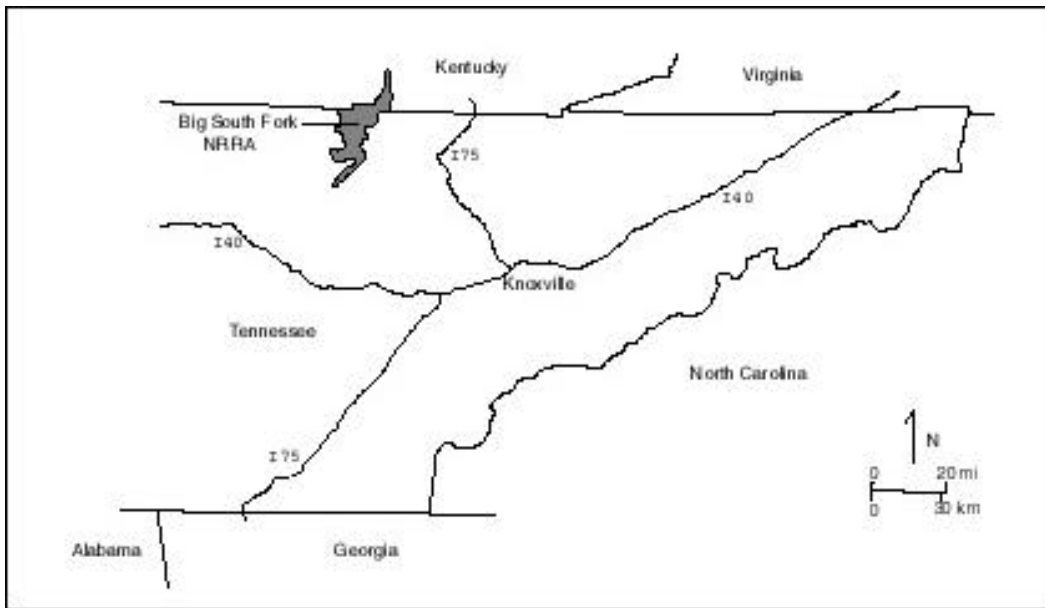 Kentucky
Virginia
Big South Fork
NRRA
I75
I40
I40
Knoxville
Tennessee
North Carolina
N
I75
0 20 mi
0 30 km
Alabama
Georgia